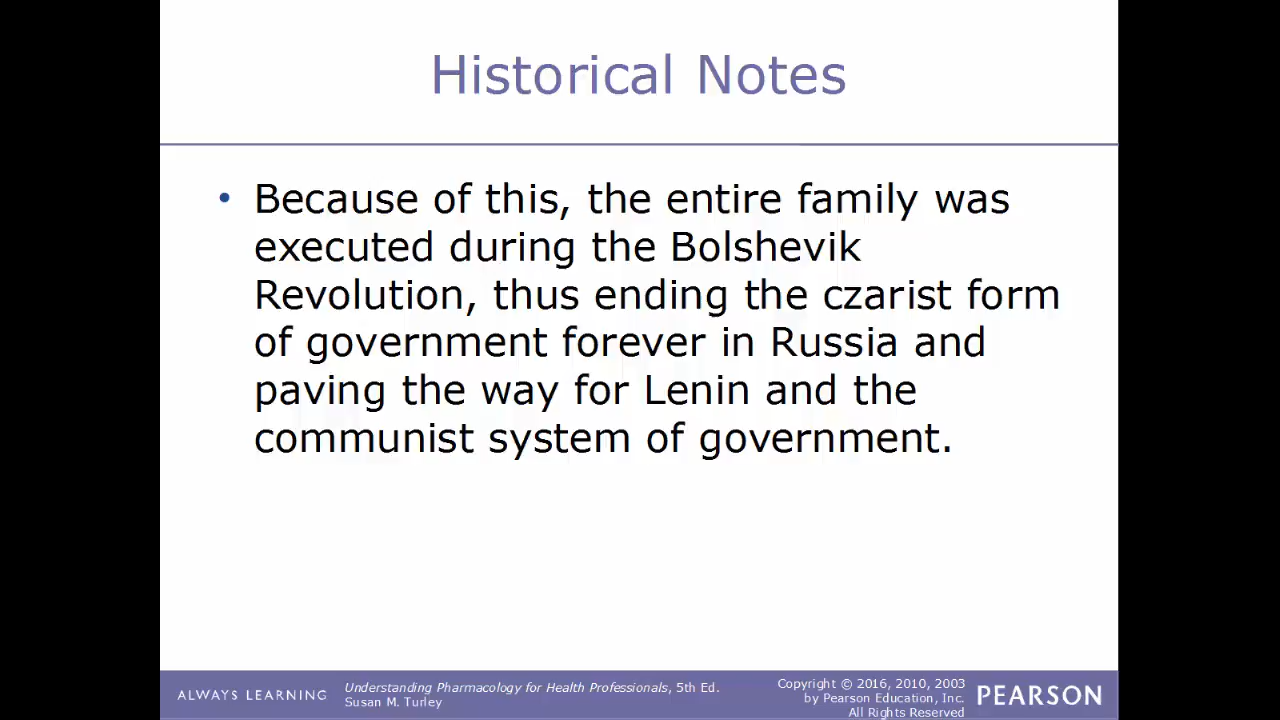 Historical Notes
• Because of this, the entire family was
executed during the Bolshevik
Revolution, thus ending the czarist form
of government forever in Russia and
paving the way for Lenin and the
communist system of government.
ALWAYS LEARNING
Understanding Pharmacology for Health Professionals, 5th Ed.
Susan M. Turley
Copyright © 2016, 2010, 2003
by Pearson Education, Inc.
All Rights Reserved
PEARSON